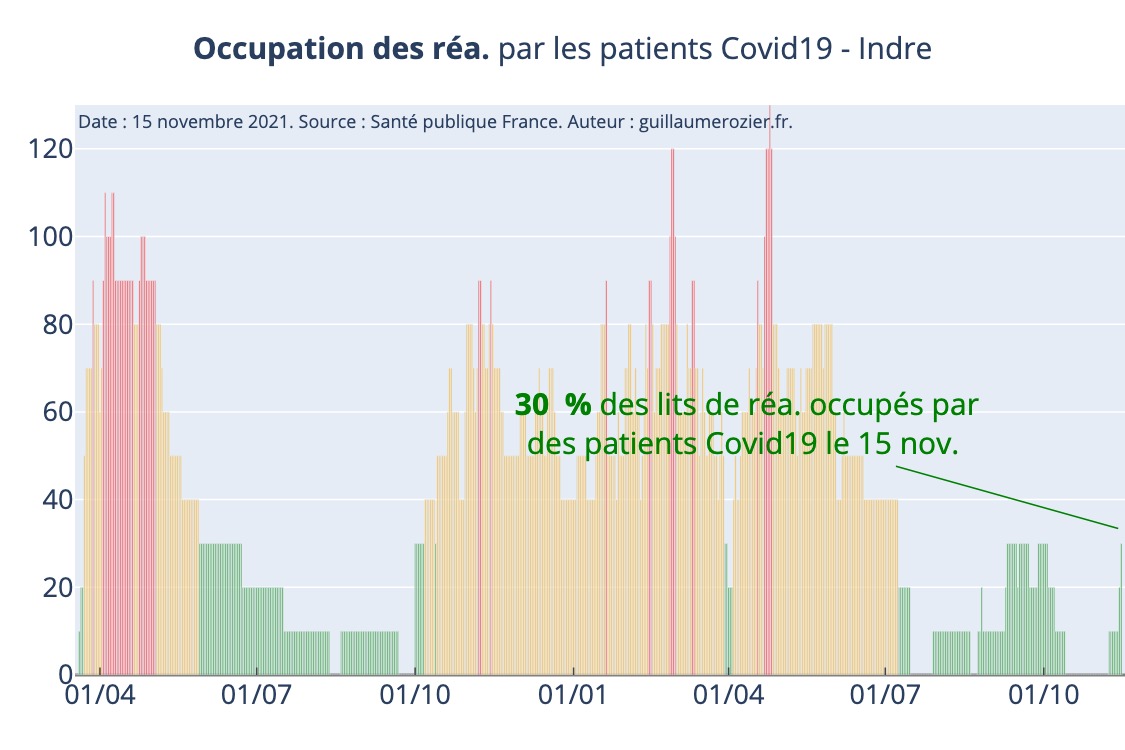 Occupation des réa. par les patients Covid19 - Indre
Date : 15 novembre 2021. Source : Santé publique France. Auteur : guillaumerozier.fr.
120
100
80
60
40
20
0
30 % des lits de réa. occupés par
des patients Covid19 le 15 nov.
01/04 01/07 01/10 01/01 01/04 01/07 01/10